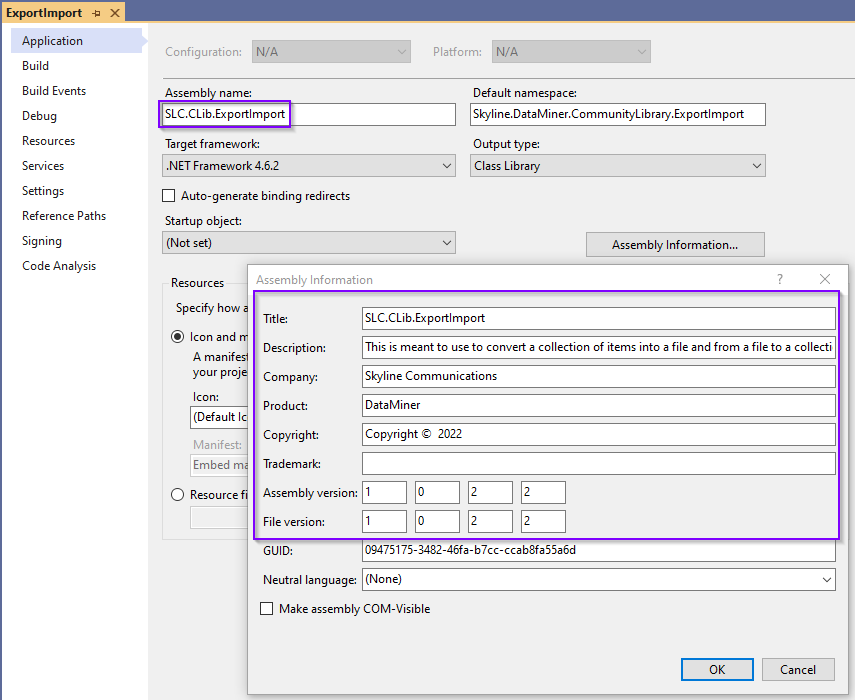 ExportImport
Application
Build
Build Events
Debug
Resources
Services
Settings
Reference Paths
Signing
Code Analysis
Configuration: N/A Platform: N/A
Assembly name: Default namespace:
SLC.CLib.ExportImport Skyline.DataMiner.CommunityLibrary.ExportImport
Target framework: Output type:
.NET Framework 4.6.2 Class Library
Auto-generate binding redirects
Startup object:
(Not set) Assembly Information...
Resources
Specify how a
Icon and m
A manifest
your proje
Icon:
(Default Ic
Manifest:
Embed ma
Resource fi
Assembly Information ?
Title: SLC.CLib.ExportImport
Description: This is meant to use to convert a collection of items into a file and from a file to a collecti
Company: Skyline Communications
Product: DataMiner
Copyright: Copyright © 2022
Trademark:
Assembly version: 1 0 2 2
File version: 1 0 2 2
GUID: 09475175-3482-46fa-b7cc-ccab8fa55a6d
Neutral language: (None)
Make assembly COM-Visible
OK Cancel